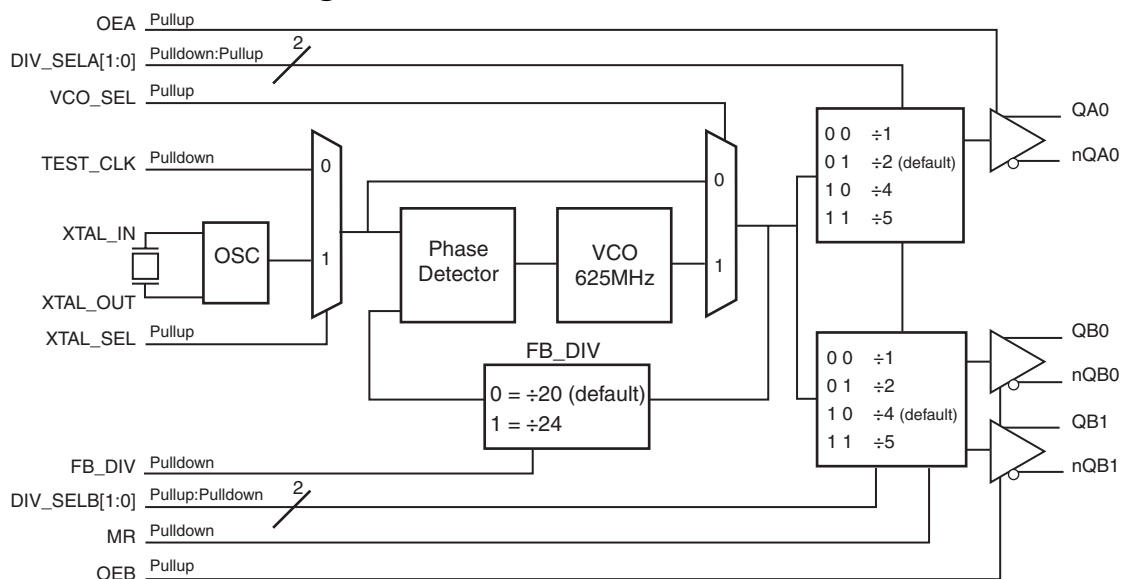 OEA Pullup
DIV_SELA[1:0] Pulldown:Pullup 2
VCO_SEL Pullup
TEST_CLK Pulldown
XTAL_IN
OSC
XTAL_OUT
XTAL_SEL Pullup
0
1
Phase
Detector
VCO
625MHz
0
1
FB_DIV
0 = ÷20 (default)
1 = ÷24
0 0 ÷1
0 1 ÷2 (default)
1 0 ÷4
1 1 ÷5
QA0
nQA0
0 0 ÷1
0 1 ÷2
1 0 ÷4 (default)
1 1 ÷5
QB0
nQB0
QB1
nQB1
FB_DIV Pulldown
DIV_SELB[1:0] Pullup:Pulldown 2
MR Pulldown
OEB Pullup